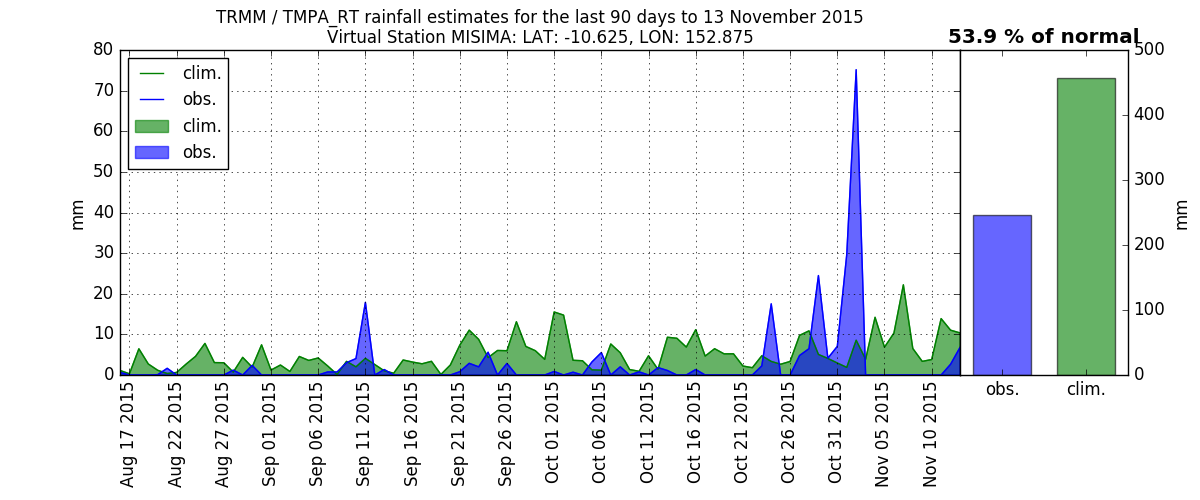 TRMM / TMPA_RT rainfall estimates for the last 90 days to 13 November 2015
Virtual Station MISIMA: LAT: -10.625, LON: 152.875
53.9 % of normal
clim.
obs.
clim.
obs.
mm
80
70
60
50
40
30
20
10
0
Aug 17 2015
Aug 22 2015
Aug 27 2015
Sep 01 2015
Sep 06 2015
Sep 11 2015
Sep 16 2015
Sep 21 2015
Sep 26 2015
Oct 01 2015
Oct 06 2015
Oct 11 2015
Oct 16 2015
Oct 21 2015
Oct 26 2015
Oct 31 2015
Nov 05 2015
Nov 10 2015
obs.
clim.
500
400
300
200
100
0
mm